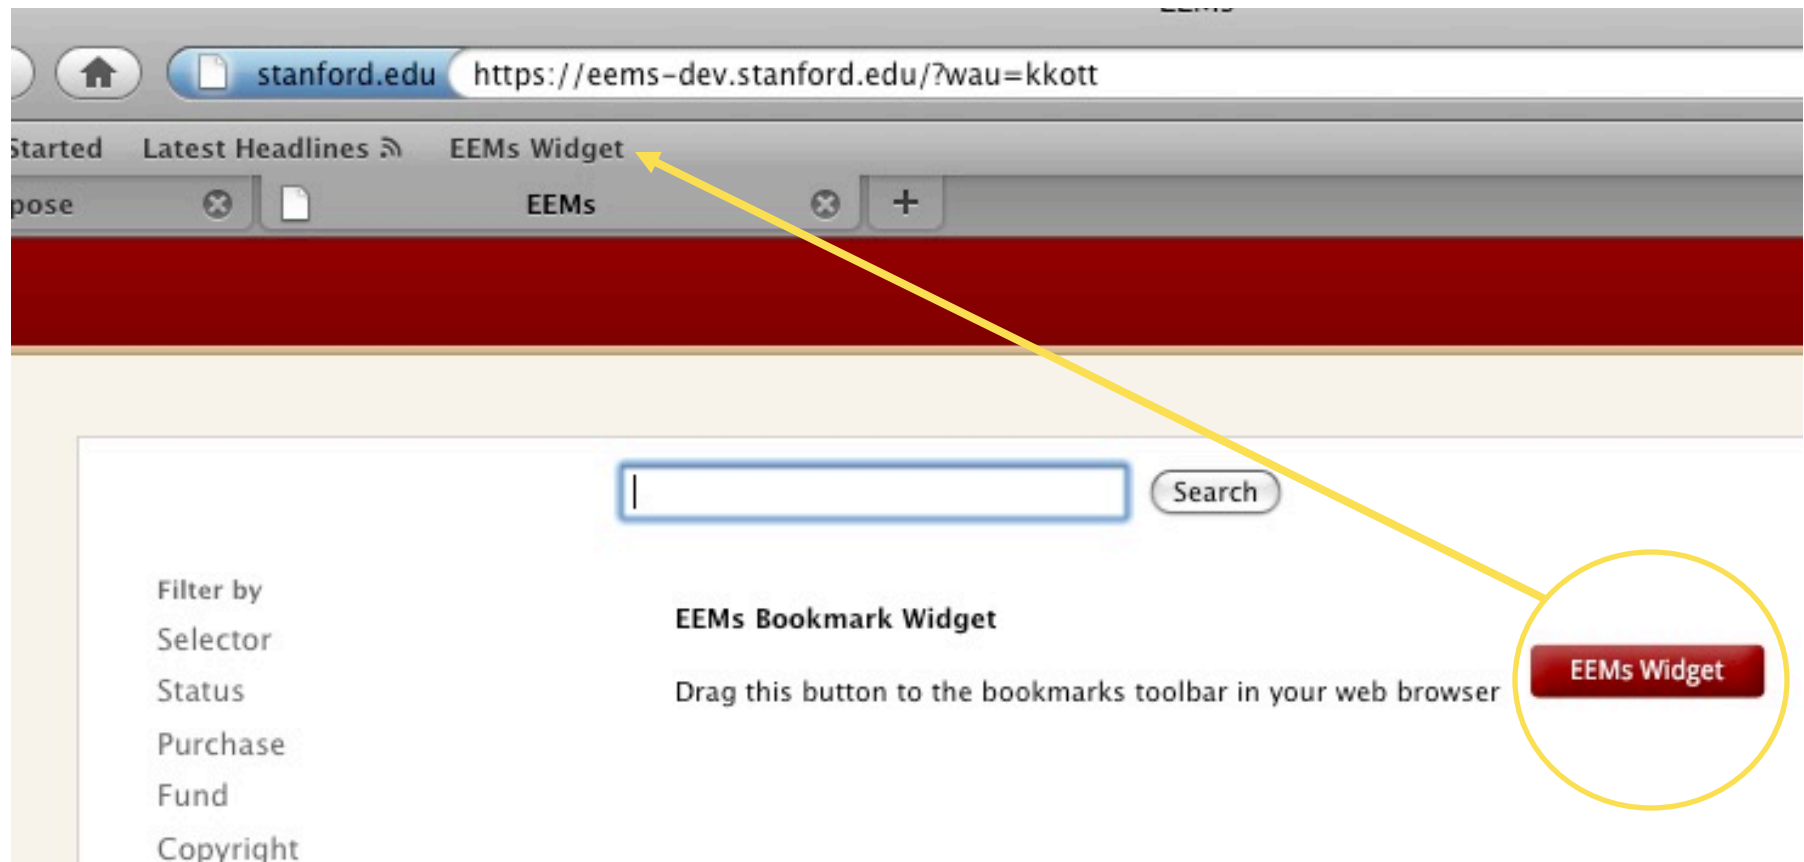 stanford.edu https://eems-dev.stanford.edu/?wau=kkott
Started Latest Headlines EEMs Widget
pose EEMs +
Search
Filter by
Selector
Status
Purchase
Fund
Copyright
EEMs Bookmark Widget
Drag this button to the bookmarks toolbar in your web browser
EEMs Widget